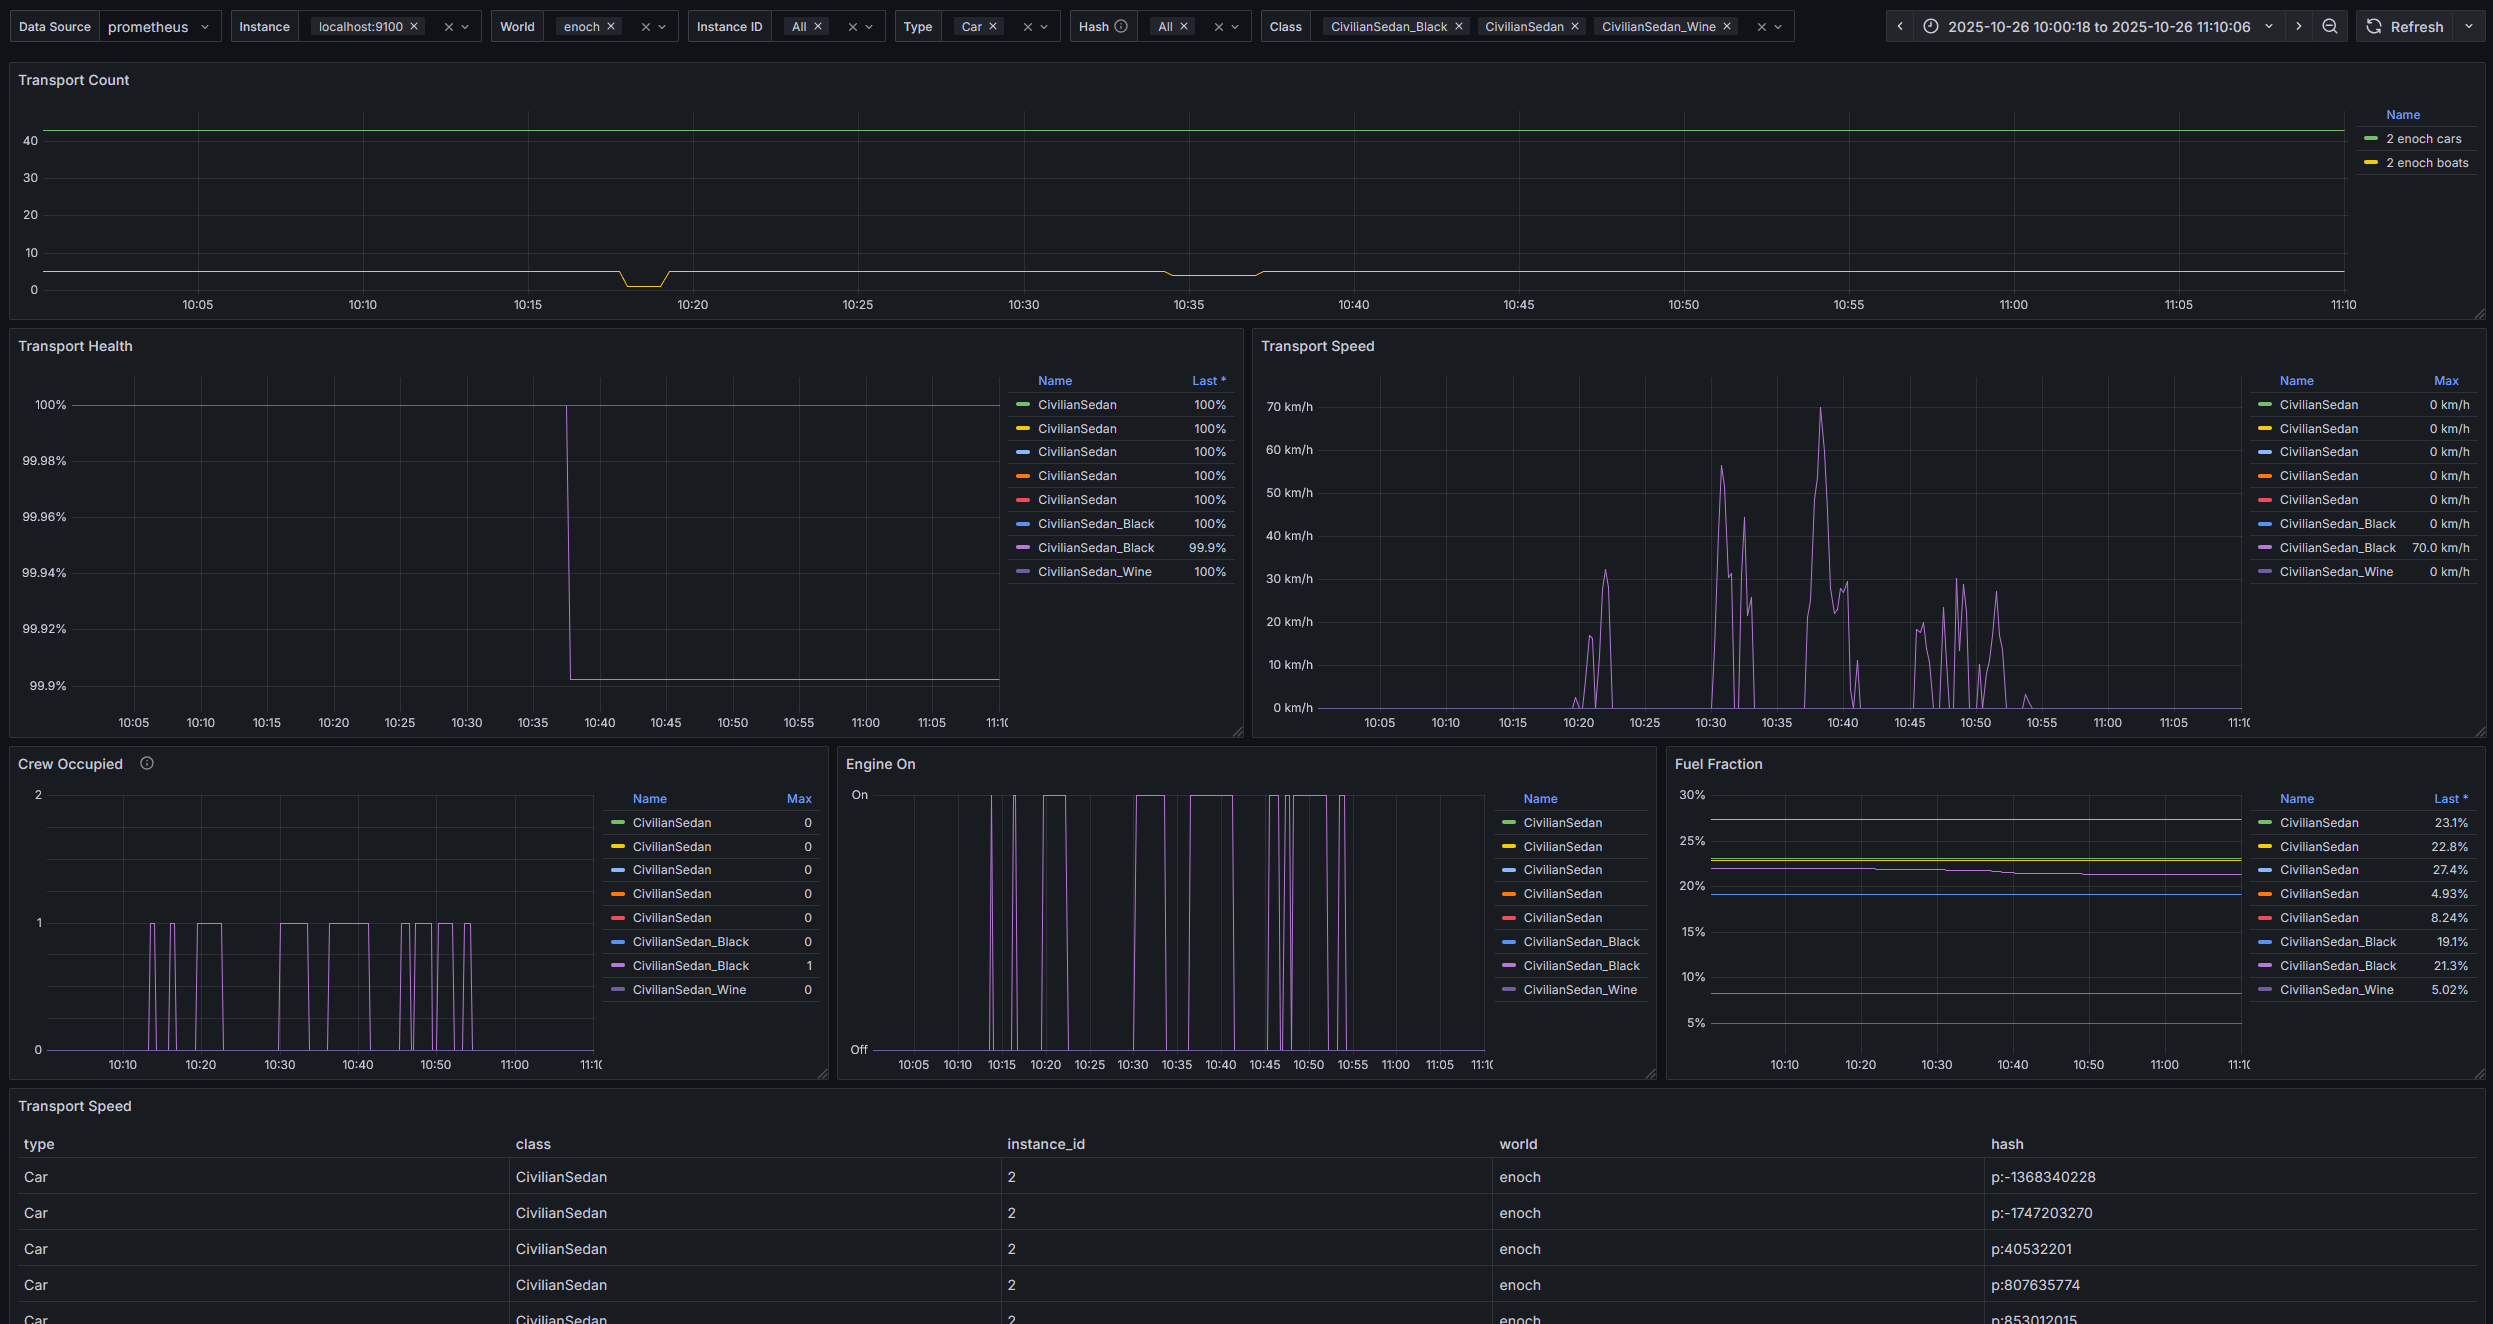 Data Source prometheus Instance localhost:9100 World enoch Instance ID All Type Car Hash All Class CivilianSedan_Black CivilianSedan CivilianSedan_Wine 2025-10-26 10:00:18 to 2025-10-26 11:10:06 Refresh
Transport Count
Name
2 enoch cars
2 enoch boats
40
30
20
10
0
10:05 10:10 10:15 10:20 10:25 10:30 10:35 10:40 10:45 10:50 10:55 11:00 11:05 11:10
Transport Health
100%
99.98%
99.96%
99.94%
99.92%
99.9%
10:05 10:10 10:15 10:20 10:25 10:30 10:35 10:40 10:45 10:50 10:55 11:00 11:05 11:10
Name Last *
CivilianSedan 100%
CivilianSedan 100%
CivilianSedan 100%
CivilianSedan 100%
CivilianSedan 100%
CivilianSedan_Black 100%
CivilianSedan_Black 99.9%
CivilianSedan_Wine 100%
Transport Speed
70 km/h
60 km/h
50 km/h
40 km/h
30 km/h
20 km/h
10 km/h
0 km/h
10:05 10:10 10:15 10:20 10:25 10:30 10:35 10:40 10:45 10:50 10:55 11:00 11:05 11:10
Name Max
CivilianSedan 0 km/h
CivilianSedan 0 km/h
CivilianSedan 0 km/h
CivilianSedan 0 km/h
CivilianSedan 0 km/h
CivilianSedan_Black 0 km/h
CivilianSedan_Black 70.0 km/h
CivilianSedan_Wine 0 km/h
Crew Occupied
2
1
0
10:10 10:20 10:30 10:40 10:50 11:00 11:10
Name Max
CivilianSedan 0
CivilianSedan 0
CivilianSedan 0
CivilianSedan 0
CivilianSedan 0
CivilianSedan_Black 0
CivilianSedan_Black 1
CivilianSedan_Wine 0
Engine On
On
Off
10:05 10:10 10:15 10:20 10:25 10:30 10:35 10:40 10:45 10:50 10:55 11:00 11:05 11:10
Name
CivilianSedan
CivilianSedan
CivilianSedan
CivilianSedan
CivilianSedan
CivilianSedan_Black
CivilianSedan_Black
CivilianSedan_Wine
Fuel Fraction
30%
25%
20%
15%
10%
5%
10:10 10:20 10:30 10:40 10:50 11:00 11:10
Name Last *
CivilianSedan 23.1%
CivilianSedan 22.8%
CivilianSedan 27.4%
CivilianSedan 4.93%
CivilianSedan 8.24%
CivilianSedan_Black 19.1%
CivilianSedan_Black 21.3%
CivilianSedan_Wine 5.02%
Transport Speed
type class instance_id world hash
Car CivilianSedan 2 enoch p:-1368340228
Car CivilianSedan 2 enoch p:-1747203270
Car CivilianSedan 2 enoch p:40532201
Car CivilianSedan 2 enoch p:807635774
Car CivilianSedan 2 enoch p:853012015